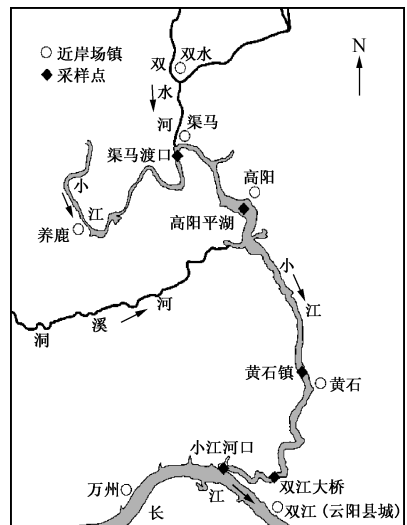 近岸场镇
采样点
N
双水
双水河
渠马
渠马渡口
高阳
小江
养鹿
高阳平湖
小江
洞溪河
黄石镇
黄石
小江河口
双江大桥
万州
长江
双江(云阳县城)